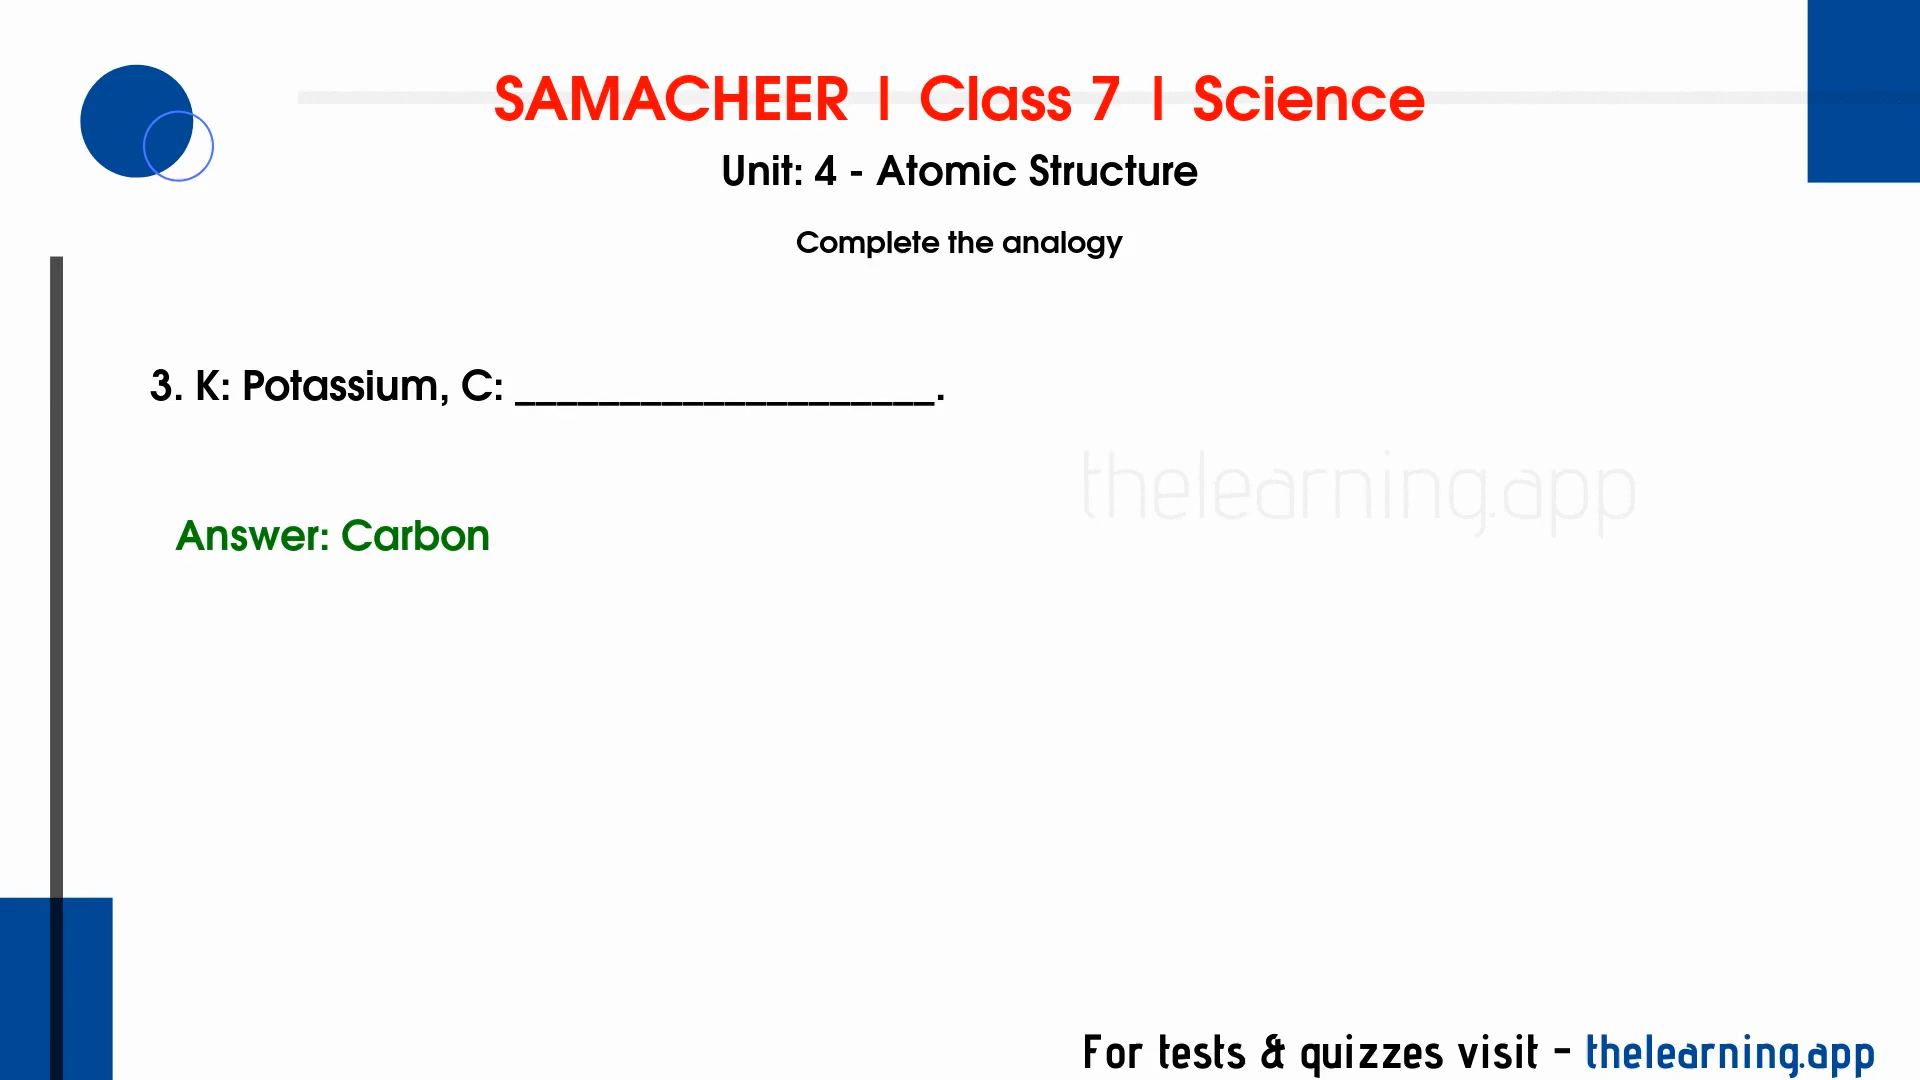 SAMACHEER | Class 7 | Science
Unit: 4 - Atomic Structure
Complete the analogy
3. K: Potassium, C: ____________________.
thelearning.app
Answer: Carbon
For tests & quizzes visit - thelearning.app